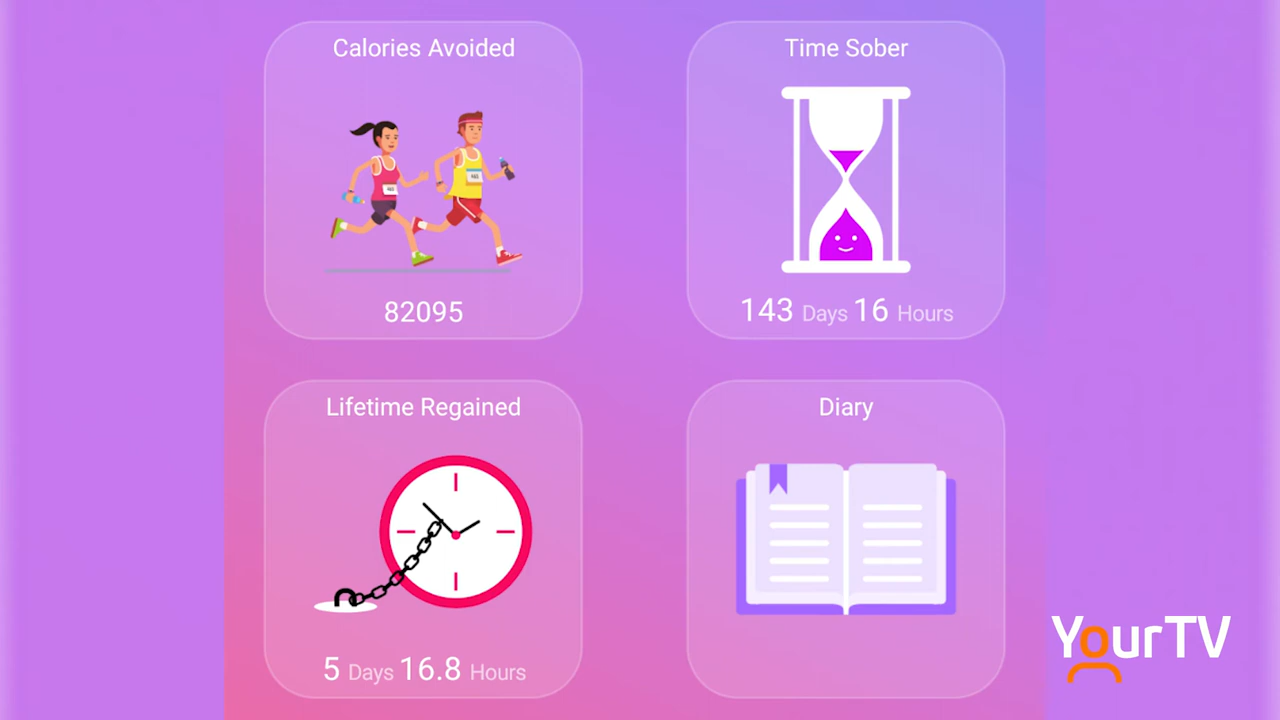 Calories Avoided
82095
Time Sober
143 Days 16 Hours
Lifetime Regained
5 Days 16.8 Hours
Diary
YourTV